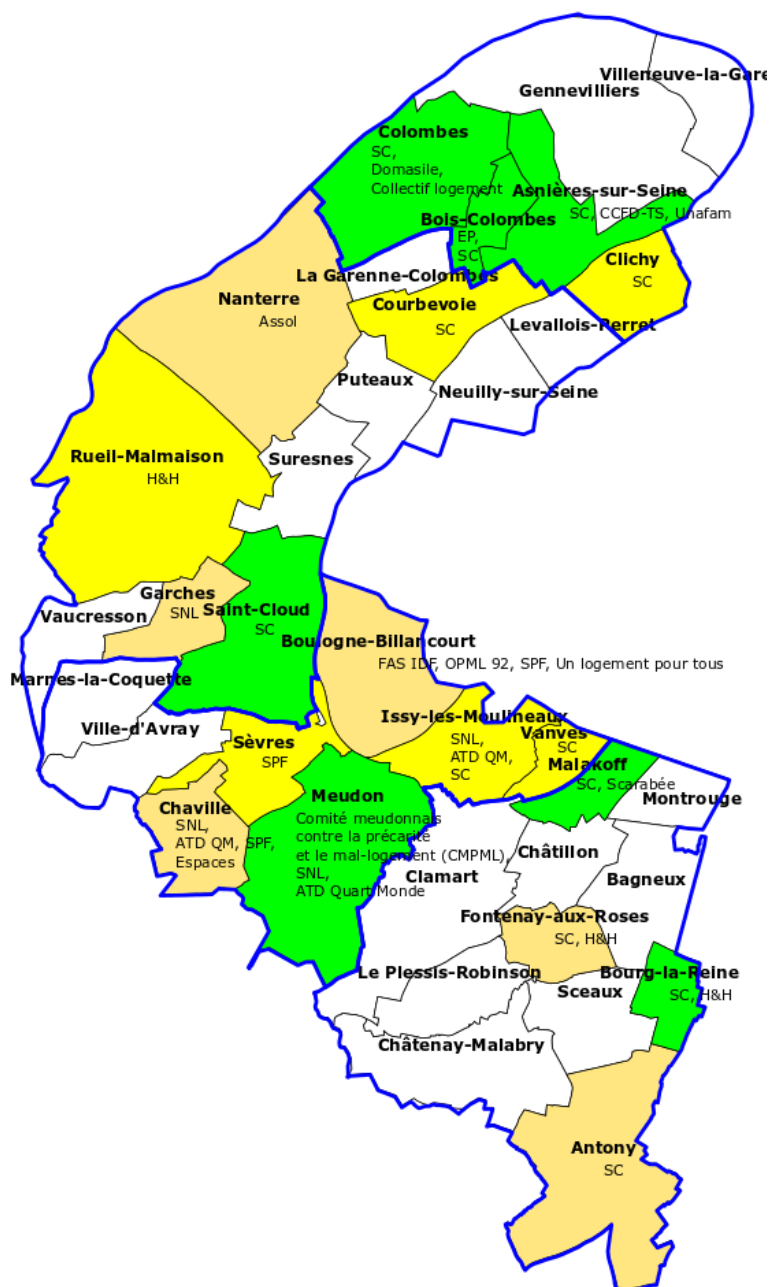 Villeneuve-la-Gare
Gennevilliers
Colombes
SC,
Domasile,
Collectif logement
Asnières-sur-Seine
SC, CCFD-TS, Unafam
Bois-Colombes
EP,
SC
Clichy
SC
La Garenne-Colombes
Nanterre
Assol
Courbevoie
SC
Levallois-Perret
Puteaux
Neuilly-sur-Seine
Rueil-Malmaison
H&H
Suresnes
Garches
SNL
Vaucresson
Saint-Cloud
SC
Boulogne-Billancourt
FAS IDF, OPML 92, SPF, Un logement pour tous
Marnes-la-Coquette
Ville-d'Avray
Issy-les-Moulineaux
SNL,
ATD QM,
SC
Vanves
SC
Sèvres
SPF
Malakoff
SC, Scarabée
Montrouge
Chaville
SNL,
ATD QM, SPF,
Espaces
Meudon
Comité meudonnais
contre la précarité
et le mal-logement (CMPML),
SNL,
ATD Quart Monde
Châtillon
Clamart
Bagneux
Fontenay-aux-Roses
SC, H&H
Le Plessis-Robinson
Bourg-la-Reine
SC, H&H
Sceaux
Châtenay-Malabry
Antony
SC